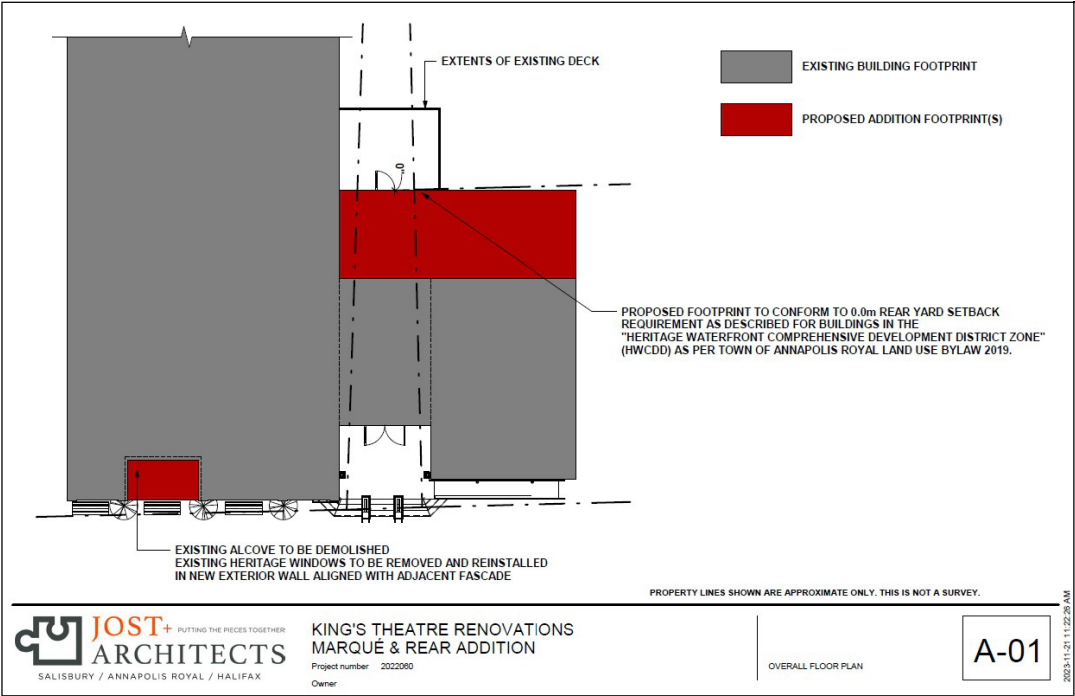 EXTENTS OF EXISTING DECK
EXISTING BUILDING FOOTPRINT
PROPOSED ADDITION FOOTPRINT(S)
0"
PROPOSED FOOTPRINT TO CONFORM TO 0.0m REAR YARD SETBACK
REQUIREMENT AS DESCRIBED FOR BUILDINGS IN THE
"HERITAGE WATERFRONT COMPREHENSIVE DEVELOPMENT DISTRICT ZONE"
(HWCDD) AS PER TOWN OF ANNAPOLIS ROYAL LAND USE BYLAW 2019.
EXISTING ALCOVE TO BE DEMOLISHED
EXISTING HERITAGE WINDOWS TO BE REMOVED AND REINSTALLED
IN NEW EXTERIOR WALL ALIGNED WITH ADJACENT FASCADE
PROPERTY LINES SHOWN ARE APPROXIMATE ONLY. THIS IS NOT A SURVEY.
JOST+ PUTTING THE PIECES TOGETHER
ARCHITECTS
SALISBURY / ANNAPOLIS ROYAL / HALIFAX
KING'S THEATRE RENOVATIONS
MARQUÉ & REAR ADDITION
Project number 2022060
Owner
OVERALL FLOOR PLAN
A-01
2023-11-21 11:22:26 AM